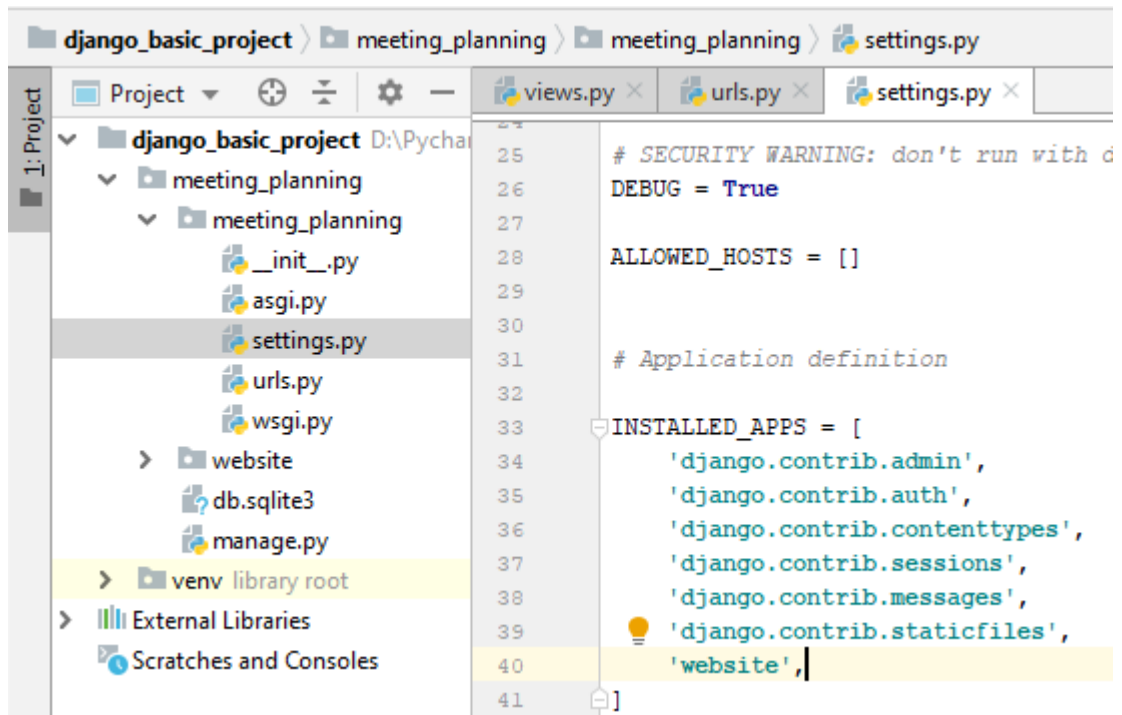 django_basic_project meeting_planning meeting_planning settings.py
1: Project
Project
views.py urls.py settings.py
django_basic_project D:\Pychar
meeting_planning
meeting_planning
__init__.py
asgi.py
settings.py
urls.py
wsgi.py
website
db.sqlite3
manage.py
venv library root
External Libraries
Scratches and Consoles
24
25 # SECURITY WARNING: don't run with d
26 DEBUG = True
27
28 ALLOWED_HOSTS = []
29
30
31 # Application definition
32
33 INSTALLED_APPS = [
34 'django.contrib.admin',
35 'django.contrib.auth',
36 'django.contrib.contenttypes',
37 'django.contrib.sessions',
38 'django.contrib.messages',
39 'django.contrib.staticfiles',
40 'website',
41 ]